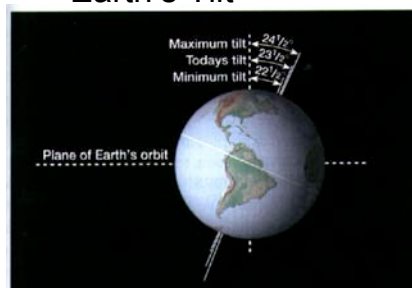 Earth's Tilt
Maximum tilt 24½°
Todays tilt 23½°
Minimum tilt 22½°
Plane of Earth's orbit